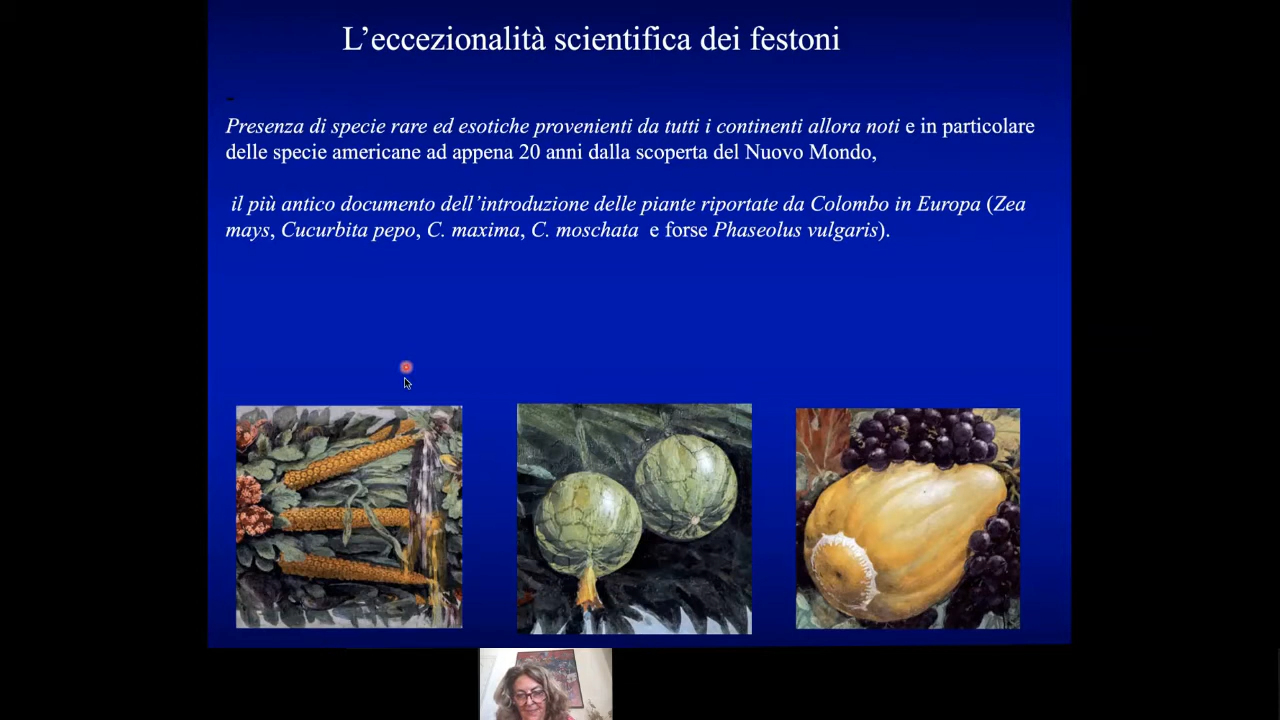 L’eccezionalità scientifica dei festoni
-
Presenza di specie rare ed esotiche provenienti da tutti i continenti allora noti e in particolare
delle specie americane ad appena 20 anni dalla scoperta del Nuovo Mondo,
il più antico documento dell’introduzione delle piante riportate da Colombo in Europa (Zea
mays, Cucurbita pepo, C. maxima, C. moschata e forse Phaseolus vulgaris).